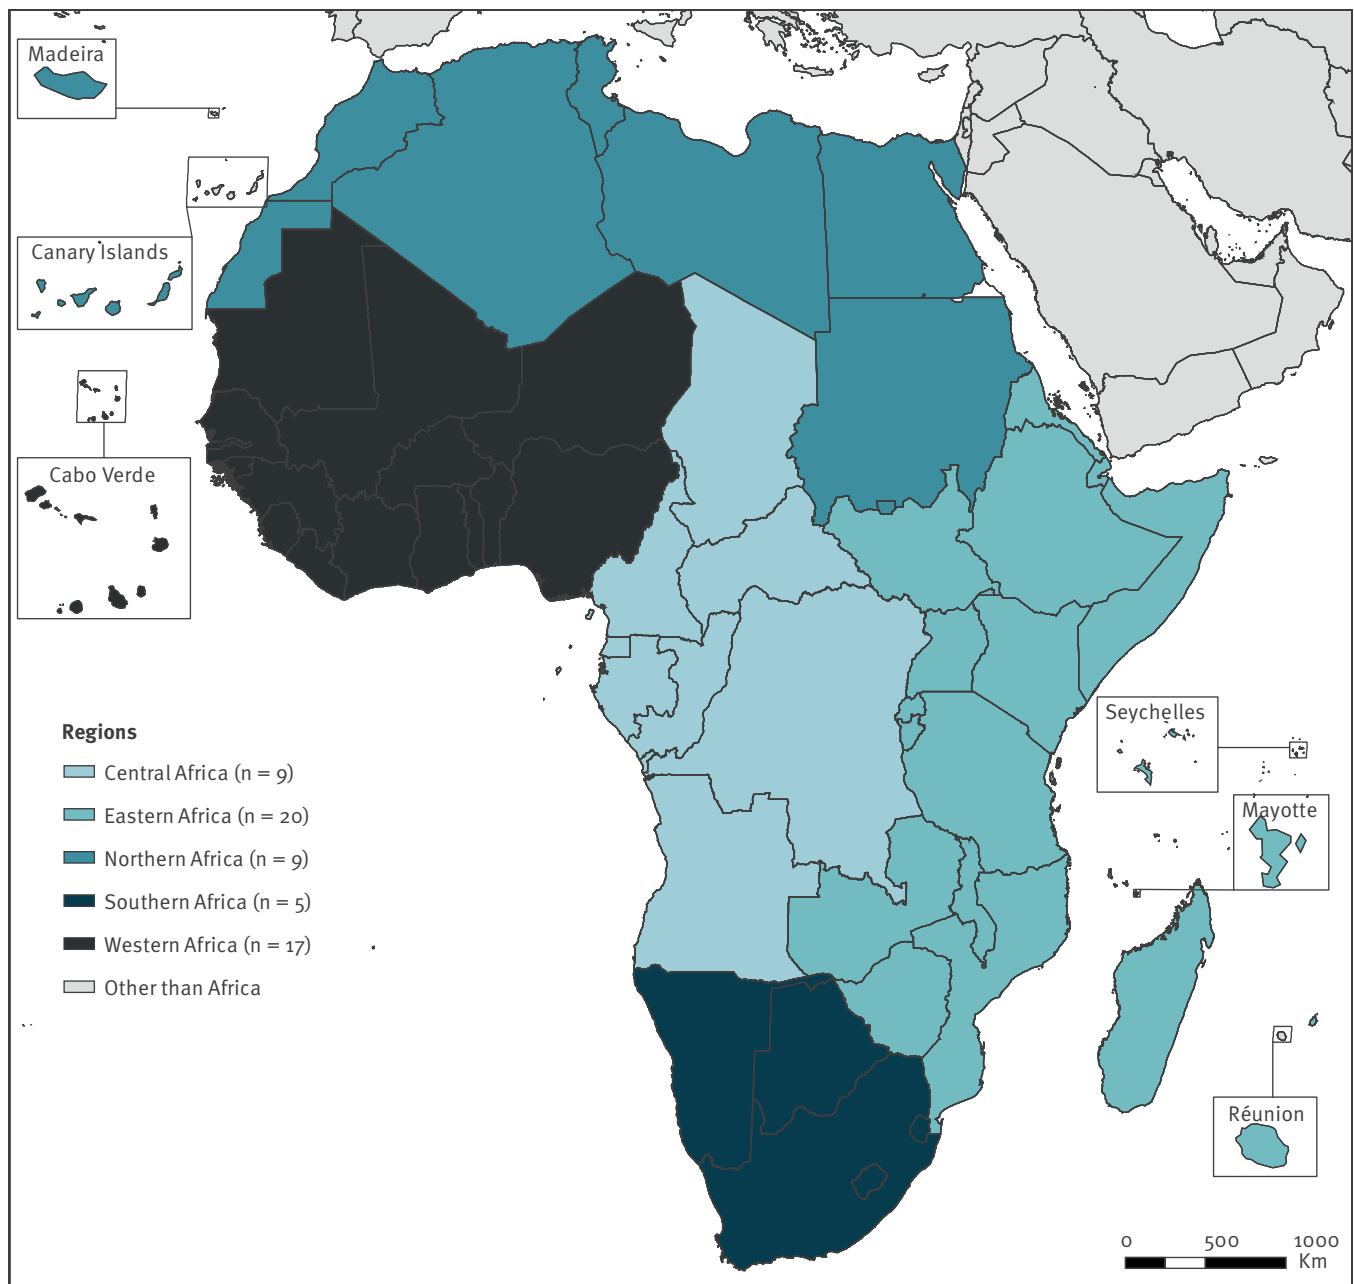 Madeira
Canary Islands
Cabo Verde
Regions
Central Africa (n = 9)
Eastern Africa (n = 20)
Northern Africa (n = 9)
Southern Africa (n = 5)
Western Africa (n = 17)
Other than Africa
Seychelles
Mayotte
Réunion
0 500 1000
Km